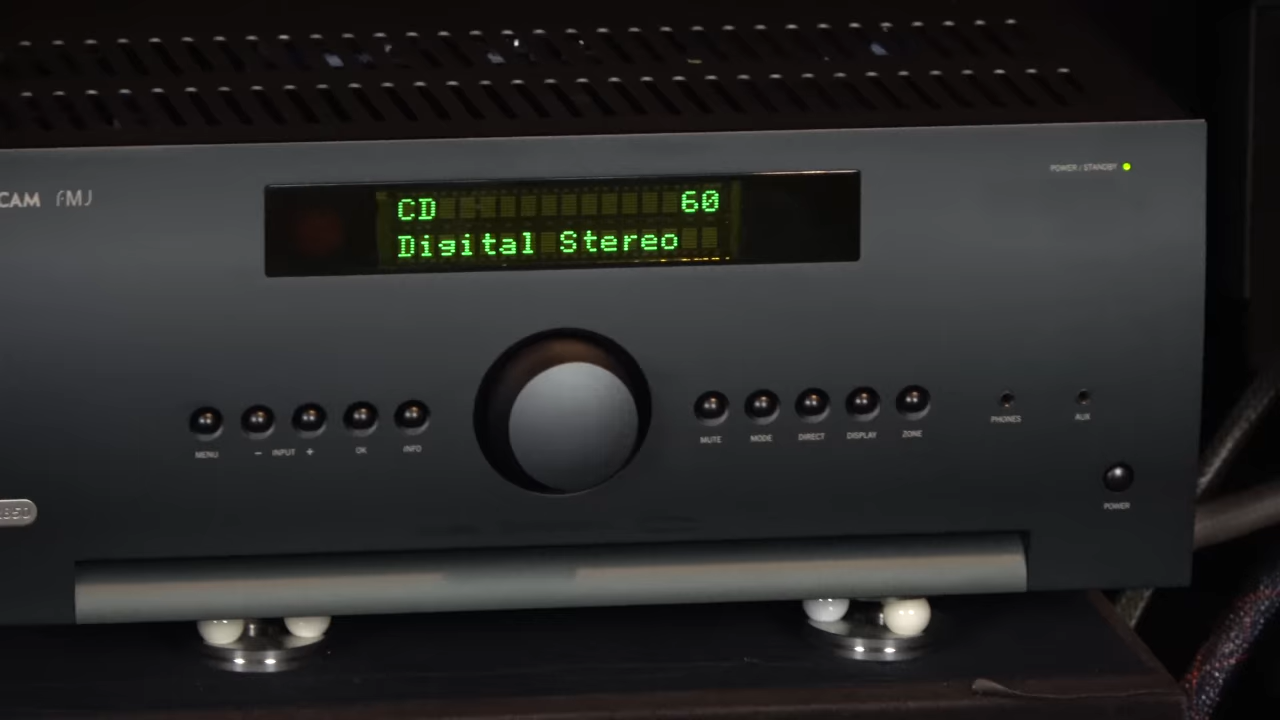 CAM FMJ
POWER / STANDBY
CD 60
Digital Stereo
MENU
− INPUT +
OK
INFO
MUTE
MODE
DIRECT
DISPLAY
ZONE
PHONES
AUX
850
POWER